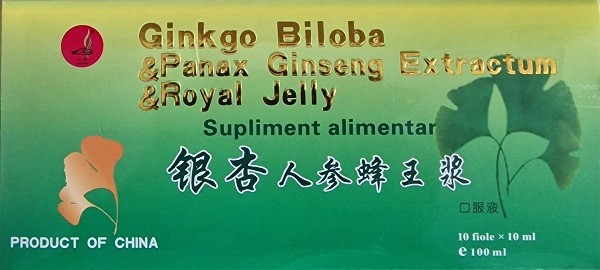 Ginkgo Biloba
&Panax Ginseng Extractum
&Royal Jelly
Supliment alimentar
银杏人参蜂王浆
口服液
PRODUCT OF CHINA
10 fiole × 10 ml
e 100 ml